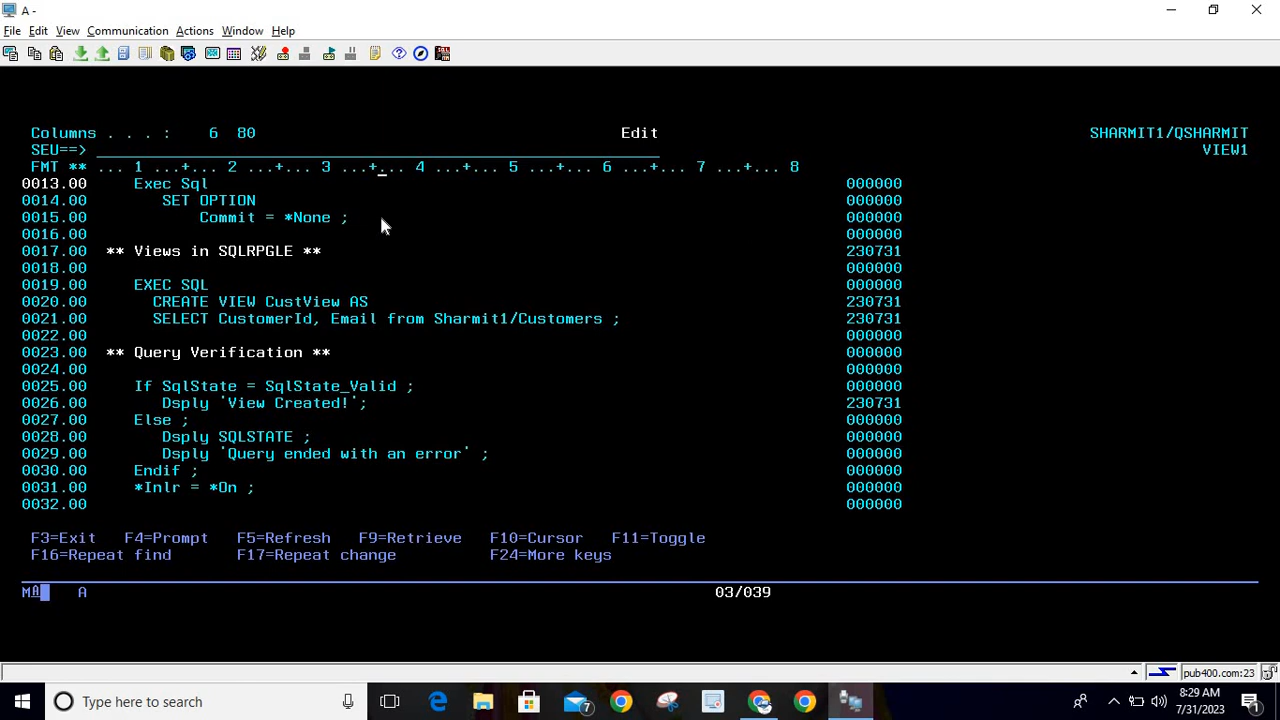 A -
File Edit View Communication Actions Window Help
Columns . . . : 6 80 Edit SHARMIT1/QSHARMIT
SEU==> VIEW1
FMT ** ... 1 ...+... 2 ...+... 3 ...+... 4 ...+... 5 ...+... 6 ...+... 7 ...+... 8
0013.00 Exec Sql 000000
0014.00 SET OPTION 000000
0015.00 Commit = *None ; 000000
0016.00 000000
0017.00 ** Views in SQLRPGLE ** 230731
0018.00 000000
0019.00 EXEC SQL 000000
0020.00 CREATE VIEW CustView AS 230731
0021.00 SELECT CustomerId, Email from Sharmit1/Customers ; 230731
0022.00 000000
0023.00 ** Query Verification ** 000000
0024.00 000000
0025.00 If SqlState = SqlState_Valid ; 000000
0026.00 Dsply 'View Created!'; 230731
0027.00 Else ; 000000
0028.00 Dsply SQLSTATE ; 000000
0029.00 Dsply 'Query ended with an error' ; 000000
0030.00 Endif ; 000000
0031.00 *Inlr = *On ; 000000
0032.00 000000
F3=Exit F4=Prompt F5=Refresh F9=Retrieve F10=Cursor F11=Toggle
F16=Repeat find F17=Repeat change F24=More keys
MA A 03/039
pub400.com:23
Type here to search 7 8:29 AM
7/31/2023 1